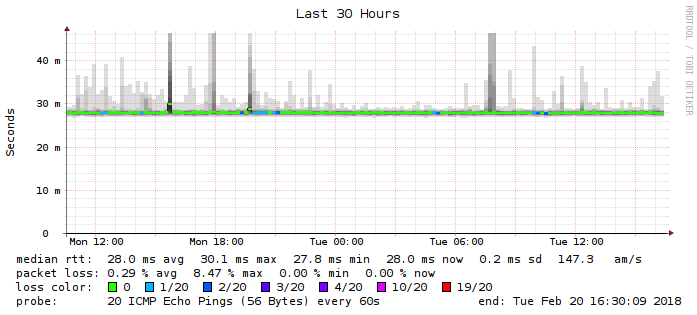 Last 30 Hours
RRDTOOL / TOBI OETIKER
Seconds
40 m
30 m
20 m
10 m
0
Mon 12:00 Mon 18:00 Tue 00:00 Tue 06:00 Tue 12:00
median rtt: 28.0 ms avg 30.1 ms max 27.8 ms min 28.0 ms now 0.2 ms sd 147.3 am/s
packet loss: 0.29 % avg 8.47 % max 0.00 % min 0.00 % now
loss color: 0 1/20 2/20 3/20 4/20 10/20 19/20
probe: 20 ICMP Echo Pings (56 Bytes) every 60s end: Tue Feb 20 16:30:09 2018